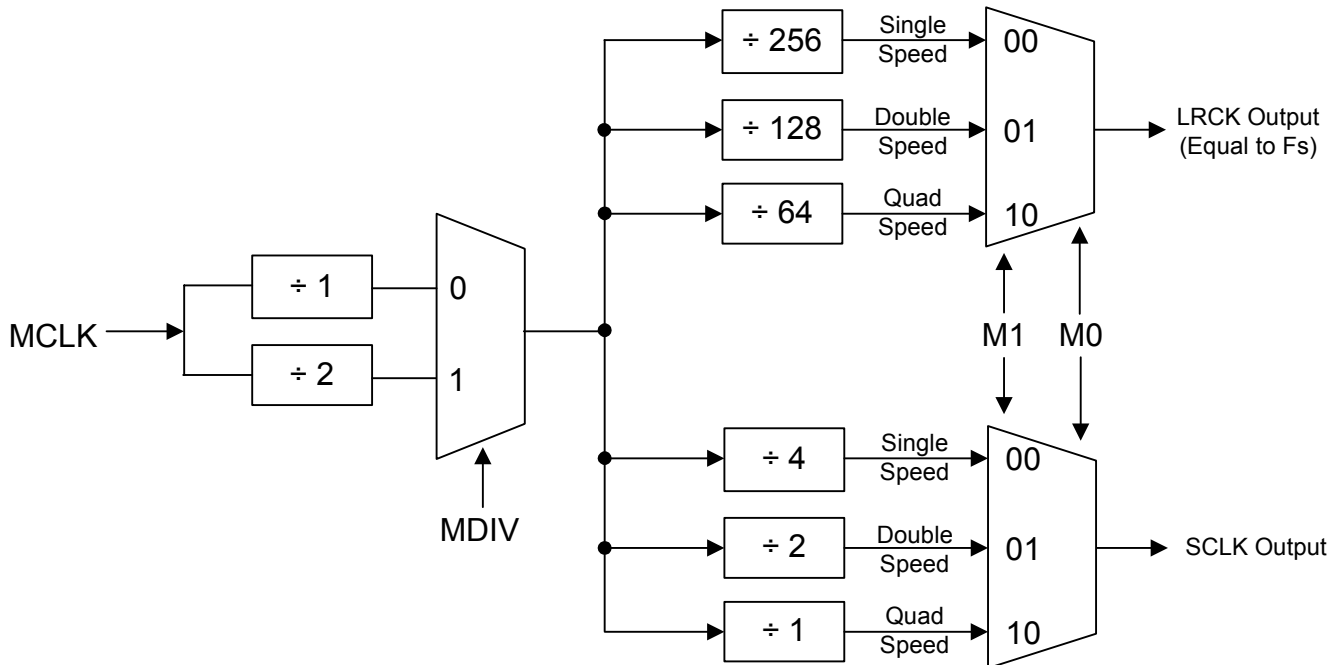 ÷ 256
Single
Speed
00
÷ 128
Double
Speed
01
LRCK Output
(Equal to Fs)
÷ 64
Quad
Speed
10
÷ 1
0
MCLK
÷ 2
1
MDIV
M1
M0
÷ 4
Single
Speed
00
÷ 2
Double
Speed
01
SCLK Output
÷ 1
Quad
Speed
10